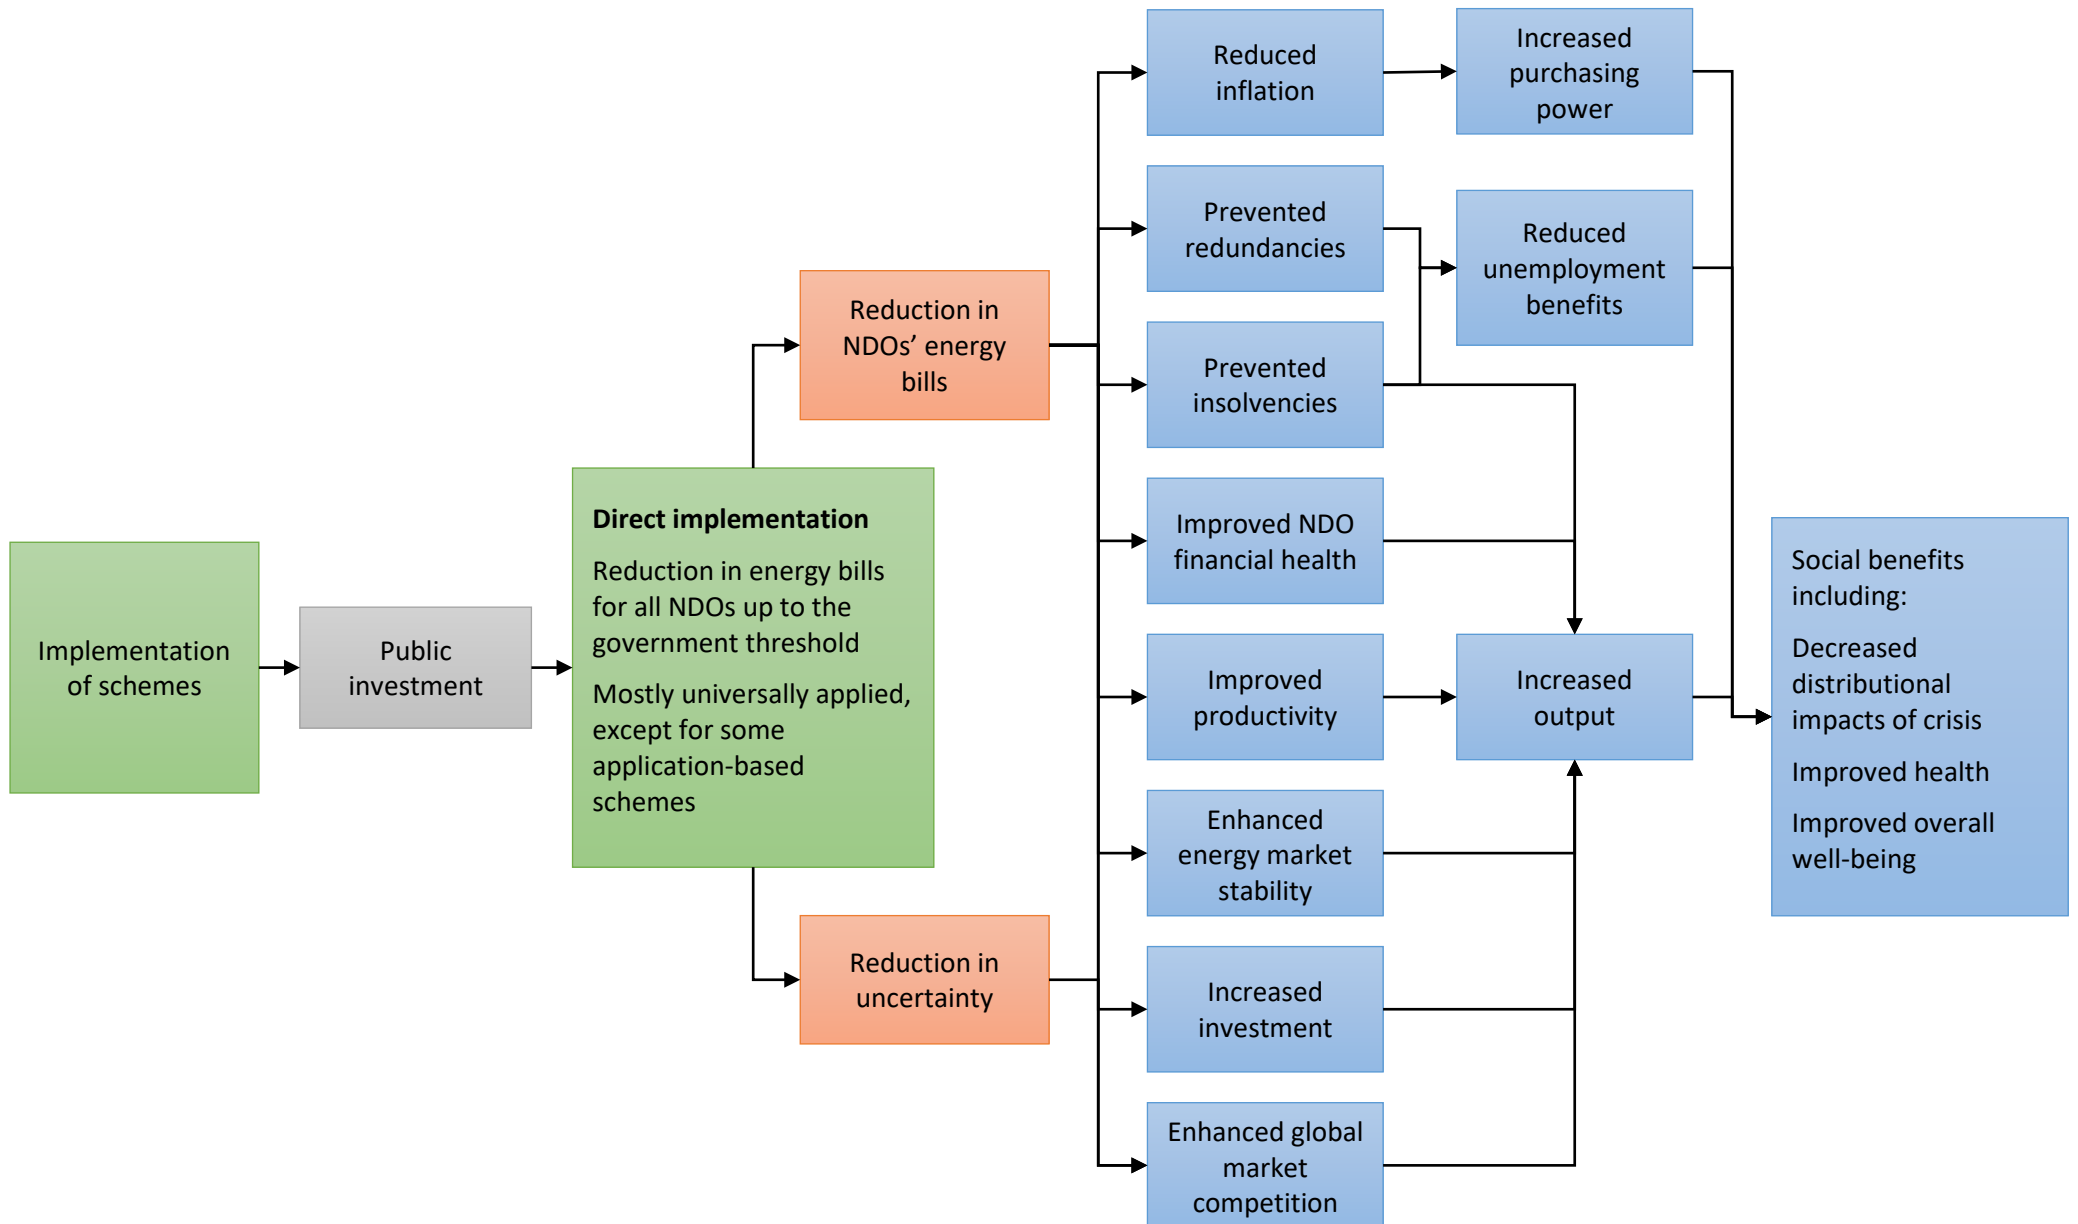 Implementation
of schemes
Public
investment
Direct implementation
Reduction in energy bills
for all NDOs up to the
government threshold
Mostly universally applied,
except for some
application-based
schemes
Reduction in
NDOs’ energy
bills
Reduction in
uncertainty
Reduced
inflation
Prevented
redundancies
Prevented
insolvencies
Improved NDO
financial health
Improved
productivity
Enhanced
energy market
stability
Increased
investment
Enhanced global
market
competition
Increased
purchasing
power
Reduced
unemployment
benefits
Increased
output
Social benefits
including:
Decreased
distributional
impacts of crisis
Improved health
Improved overall
well-being